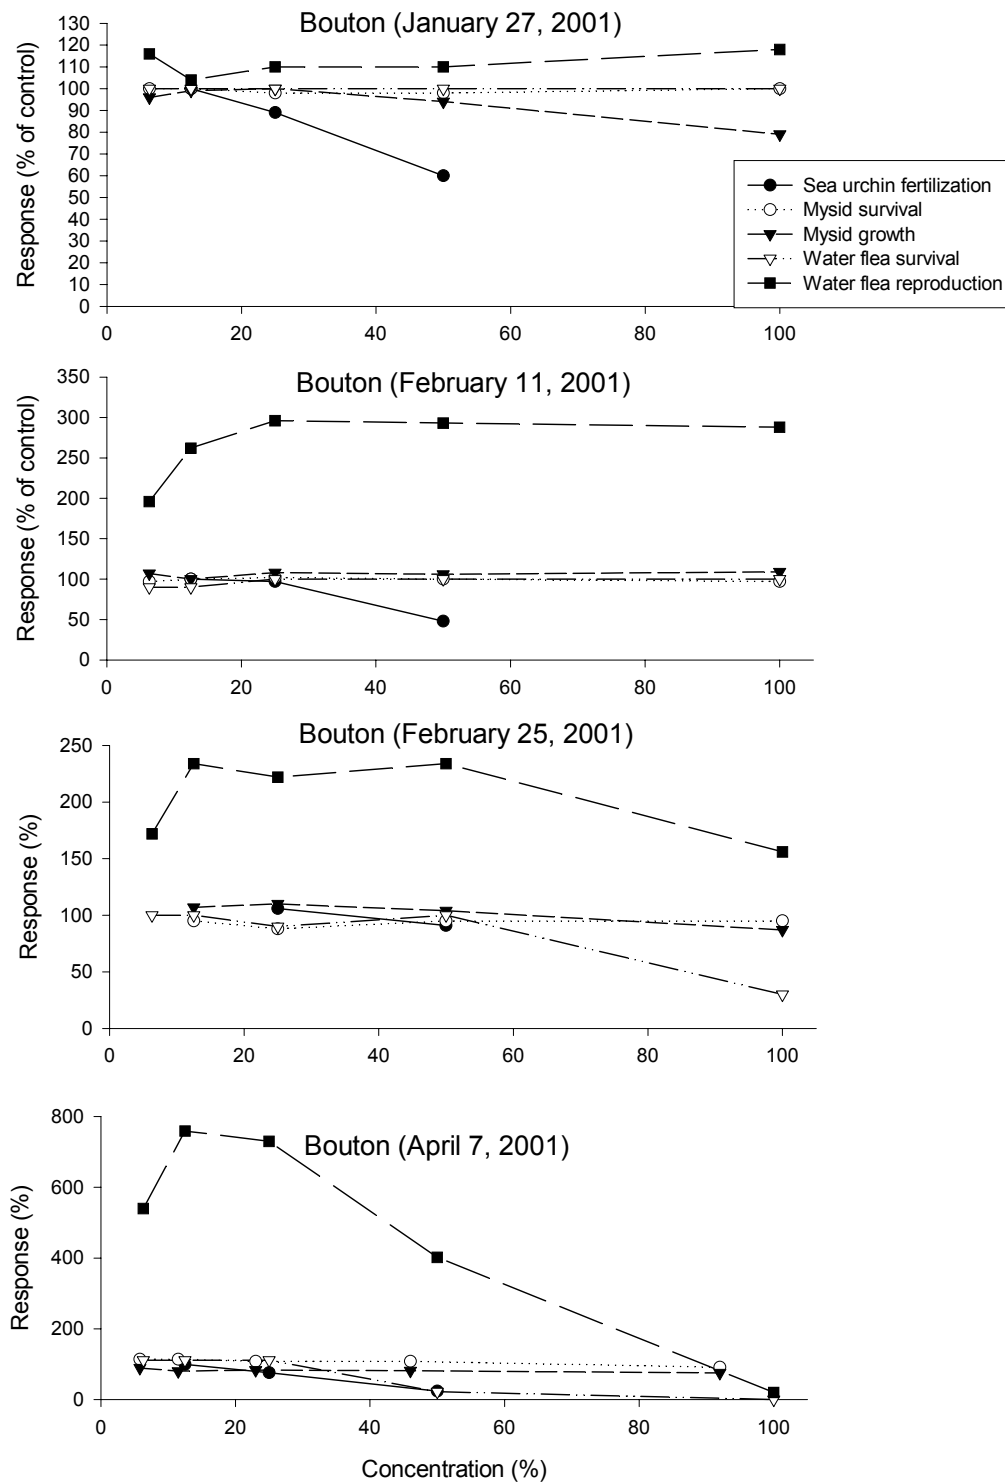 Bouton (January 27, 2001)
130
120
110
100
90
80
70
60
50
40
30
20
10
0
Response (% of control)
0 20 40 60 80 100
Sea urchin fertilization
Mysid survival
Mysid growth
Water flea survival
Water flea reproduction
Bouton (February 11, 2001)
350
300
250
200
150
100
50
0
Response (% of control)
0 20 40 60 80 100
Bouton (February 25, 2001)
250
200
150
100
50
0
Response (%)
0 20 40 60 80 100
Bouton (April 7, 2001)
800
600
400
200
0
Response (%)
0 20 40 60 80 100
Concentration (%)